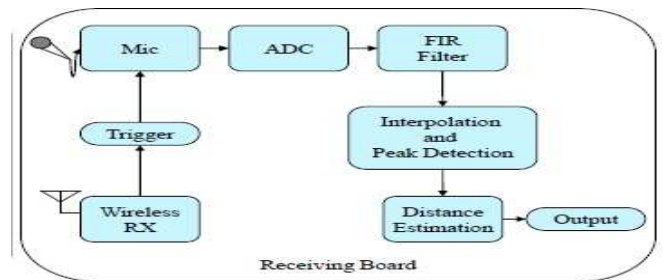 Mic
ADC
FIR
Filter
Trigger
Interpolation
and
Peak Detection
Wireless
RX
Distance
Estimation
Output
Receiving Board